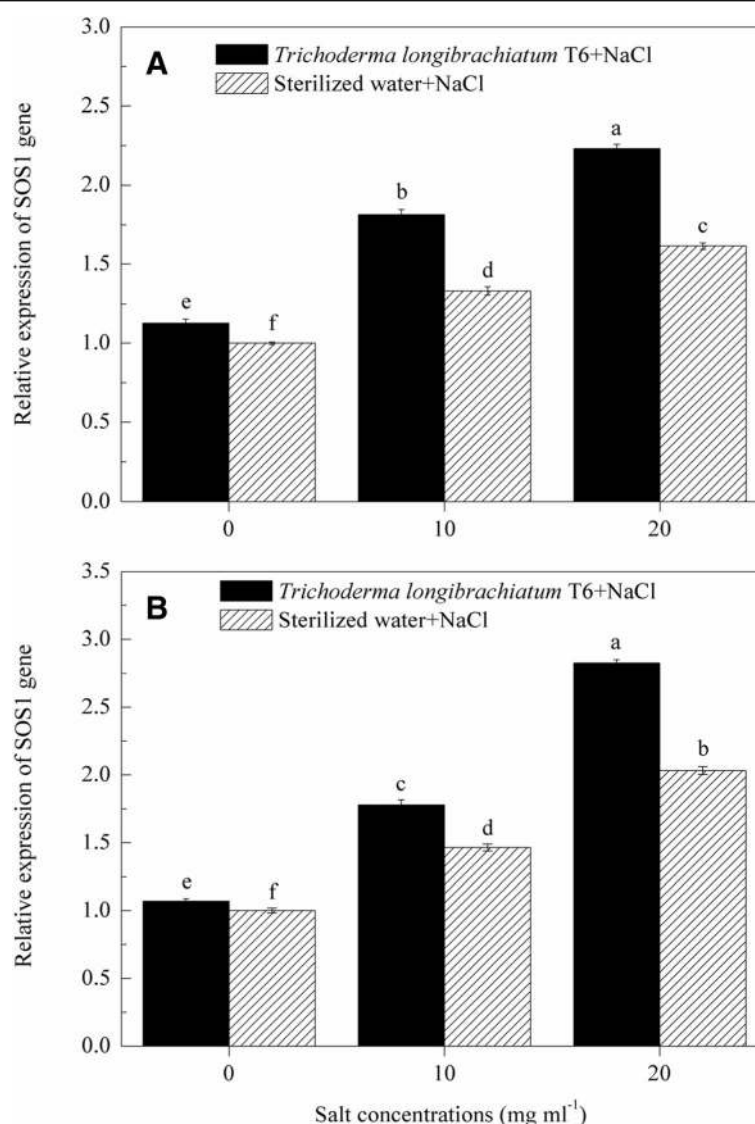 3.0
A
Trichoderma longibrachiatum T6+NaCl
Sterilized water+NaCl
2.5
a
2.0
b
c
1.5
d
e
f
1.0
0.5
0.0
Relative expression of SOS1 gene
0 10 20
3.5
B
Trichoderma longibrachiatum T6+NaCl
Sterilized water+NaCl
3.0
a
2.5
b
2.0
c
d
1.5
e
f
1.0
0.5
0.0
Relative expression of SOS1 gene
0 10 20
Salt concentrations (mg ml⁻¹)